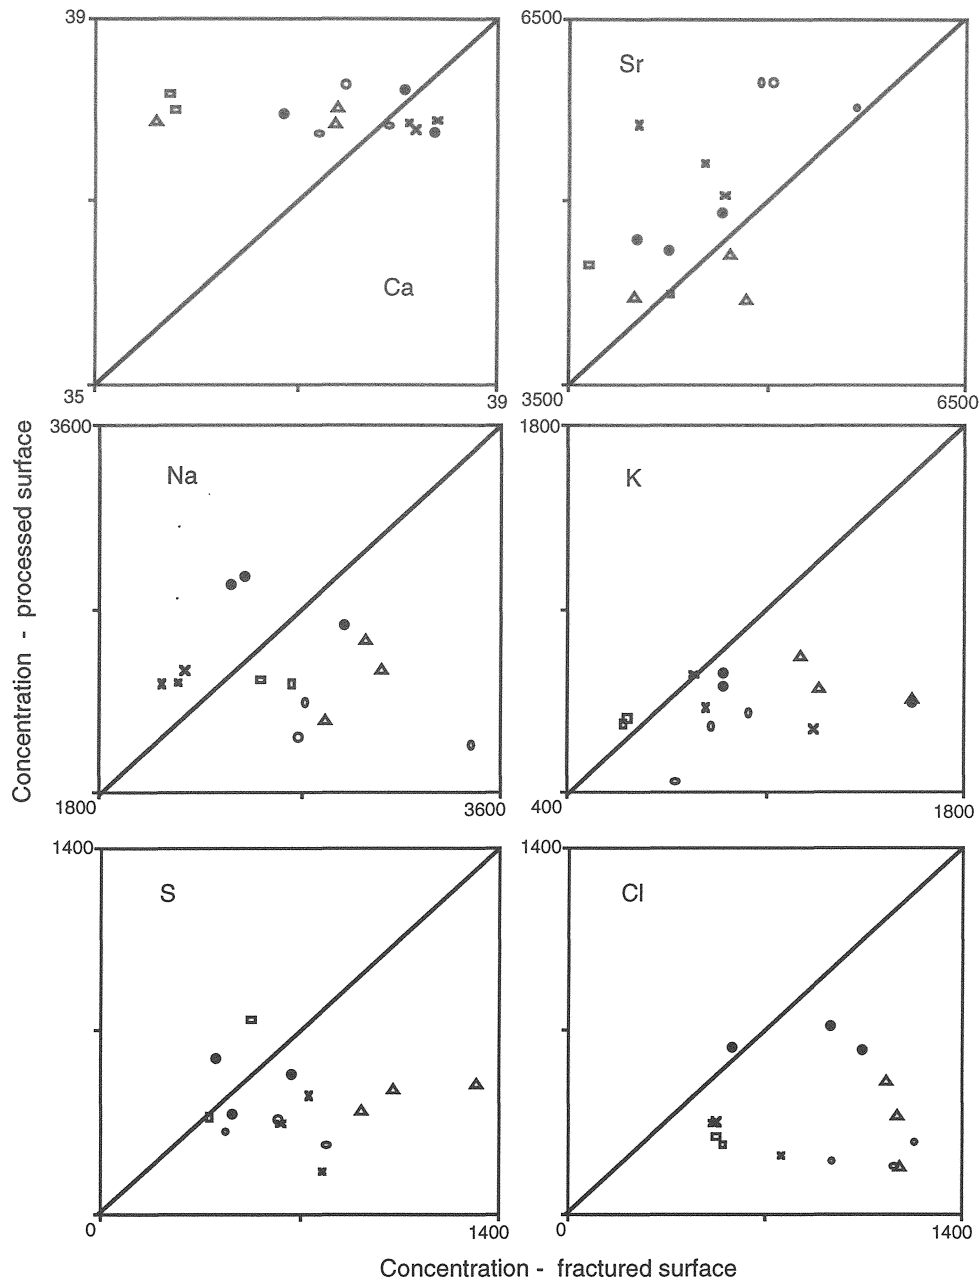 39
6500
Sr
Ca
35
39
3500
6500
Concentration - processed surface
3600
1800
Na
K
1800
3600
400
1800
1400
1400
S
Cl
0
1400
0
1400
Concentration - fractured surface